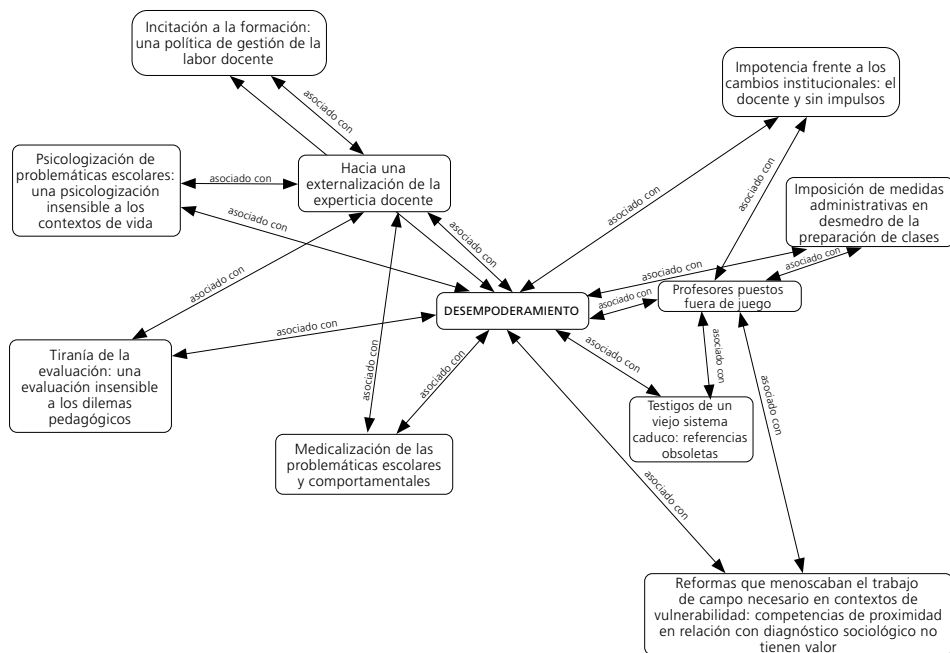 Incitación a la formación:
una política de gestión de la
labor docente
Impotencia frente a los
cambios institucionales: el
docente y sin impulsos
asociado con
Psicologización de
problemáticas escolares:
una psicologización
insensible a los
contextos de vida
asociado con
Hacia una
externalización de la
experticia docente
asociado con
Imposición de medidas
administrativas en
desmedro de la
preparación de clases
asociado con
asociado con
asociado con
asociado con
asociado con
asociado con
asociado con
Profesores puestos
fuera de juego
DESEMPODERAMIENTO
asociado con
asociado con
Tiranía de la
evaluación: una
evaluación insensible
a los dilemas
pedagógicos
asociado con
asociado con
asociado con
asociado con
asociado con
Testigos de un
viejo sistema
caduco: referencias
obsoletas
Medicalización de las
problemáticas escolares
y comportamentales
asociado con
Reformas que menoscaban el trabajo
de campo necesario en contextos de
vulnerabilidad: competencias de proximidad
en relación con diagnóstico sociológico no
tienen valor